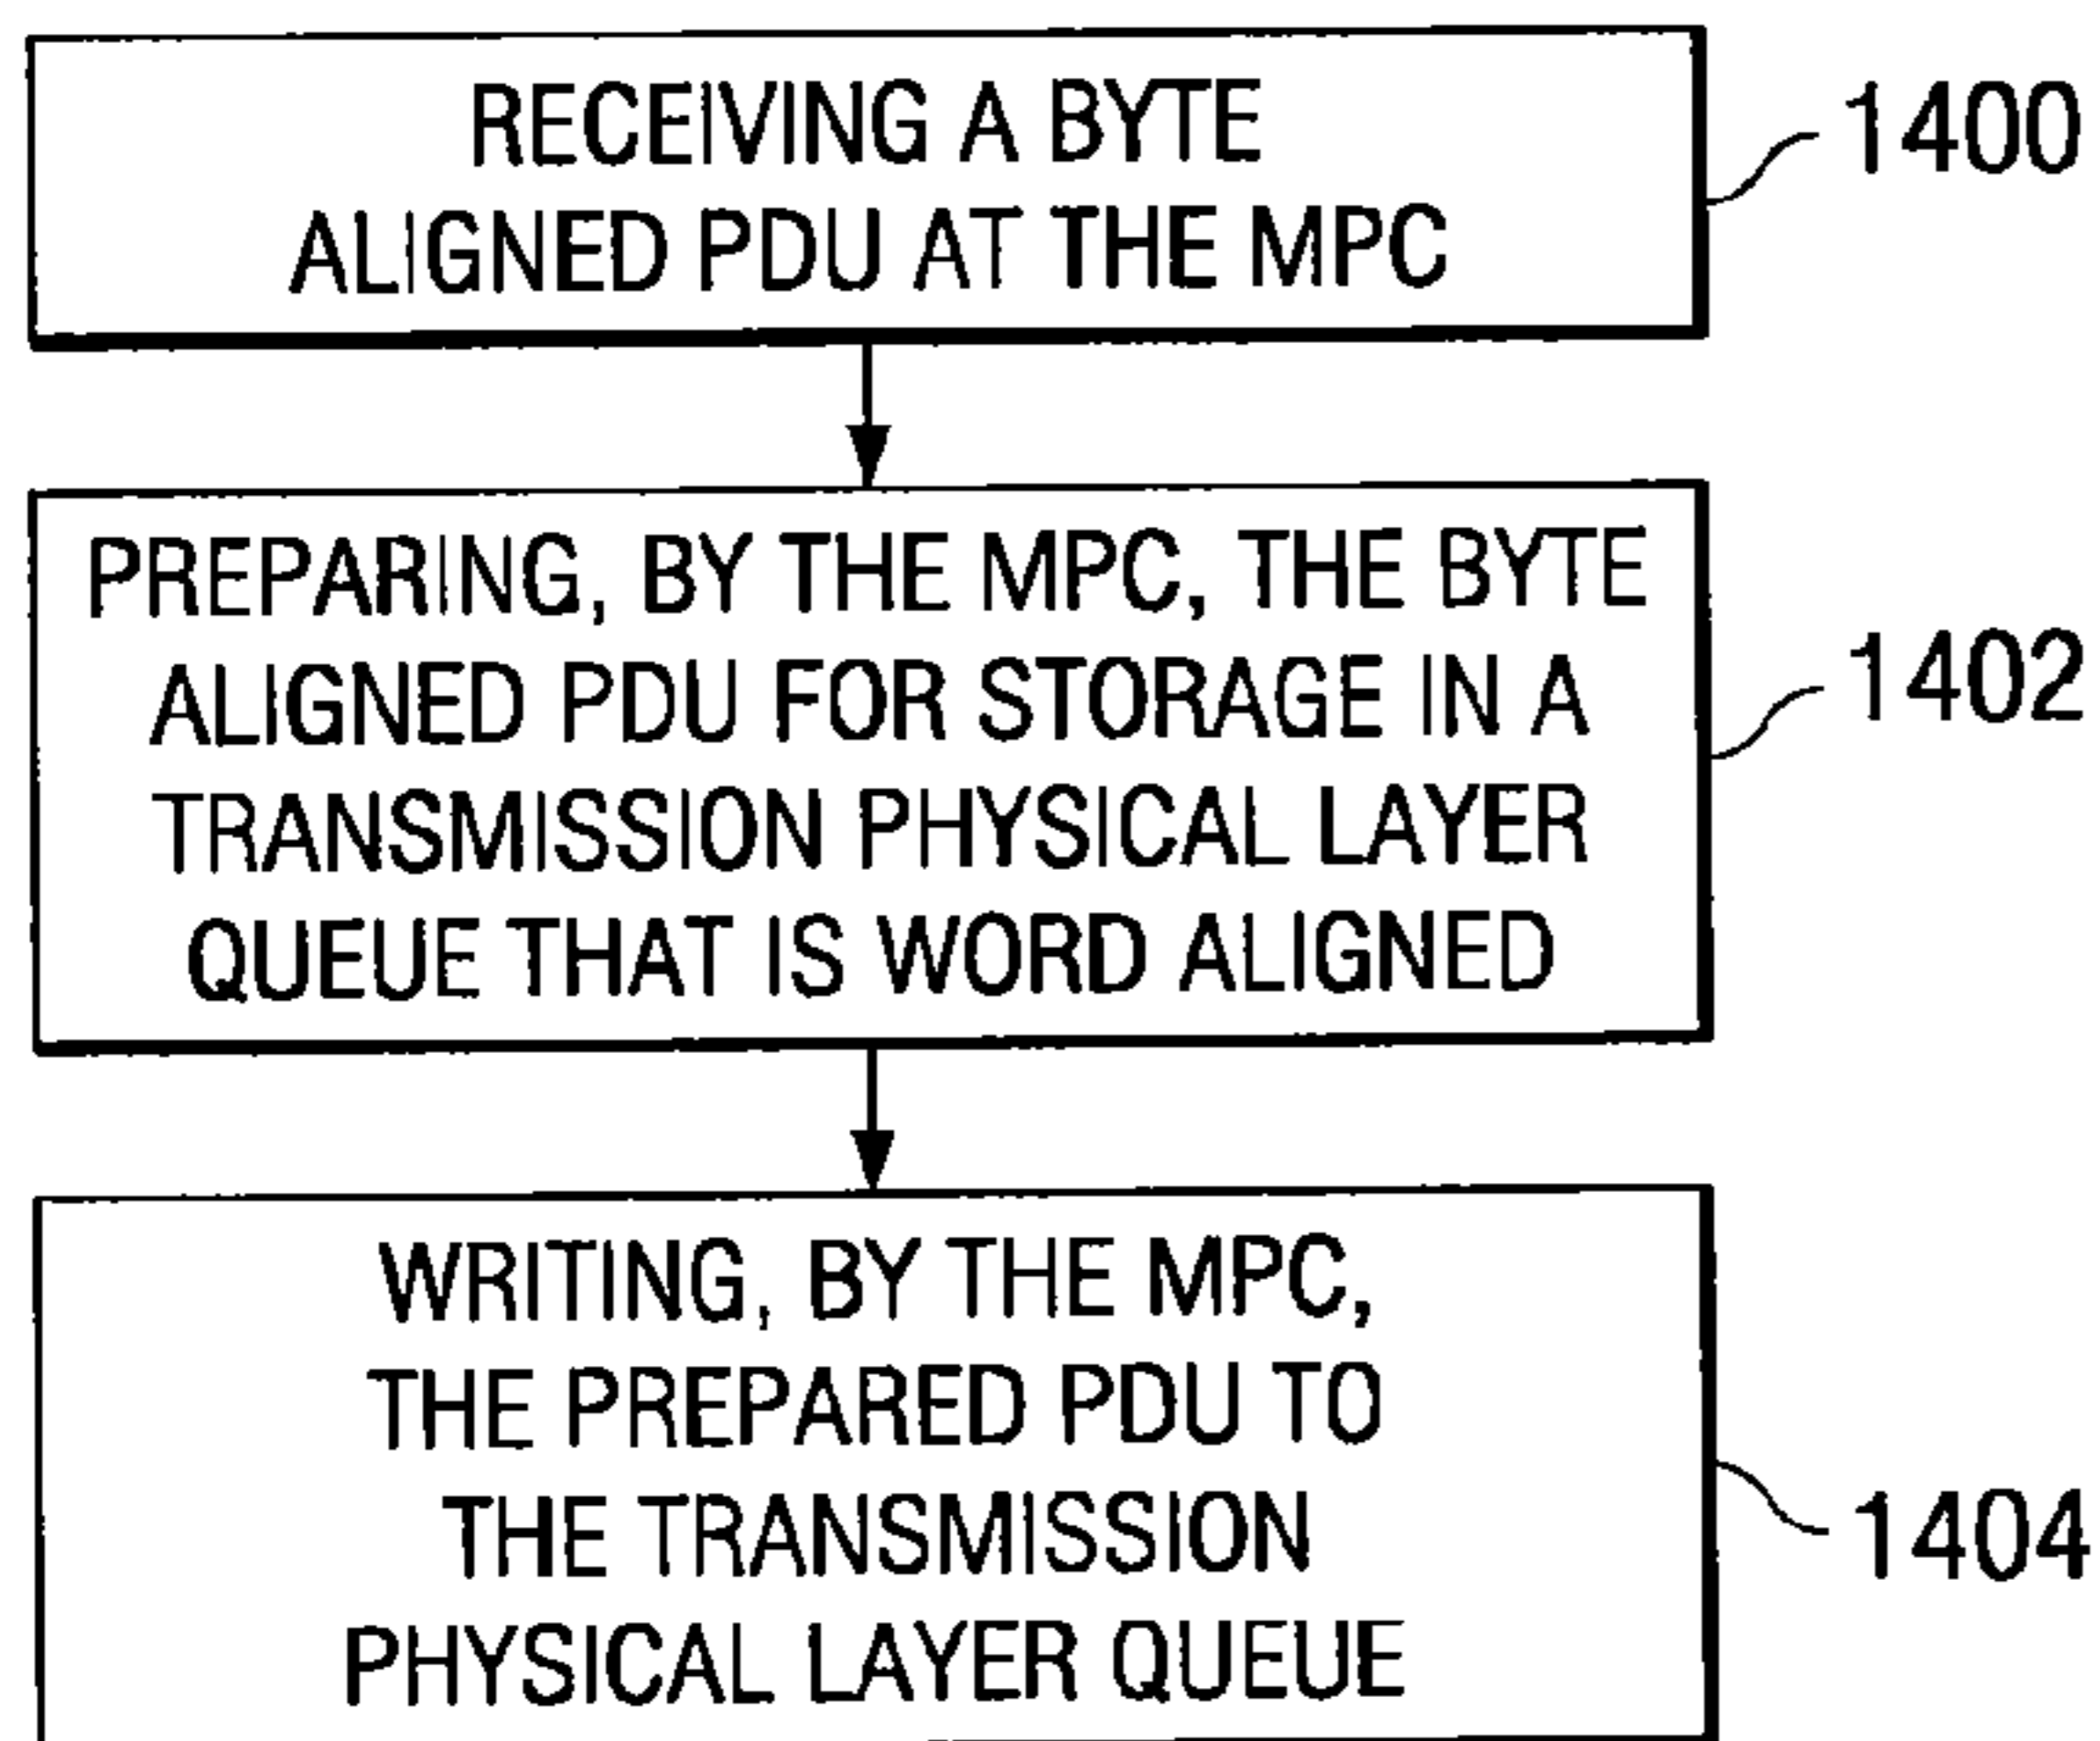 RECEIVING A BYTE
ALIGNED PDU AT THE MPC
1400
PREPARING, BY THE MPC, THE BYTE
ALIGNED PDU FOR STORAGE IN A
TRANSMISSION PHYSICAL LAYER
QUEUE THAT IS WORD ALIGNED
1402
WRITING, BY THE MPC,
THE PREPARED PDU TO
THE TRANSMISSION
PHYSICAL LAYER QUEUE
1404